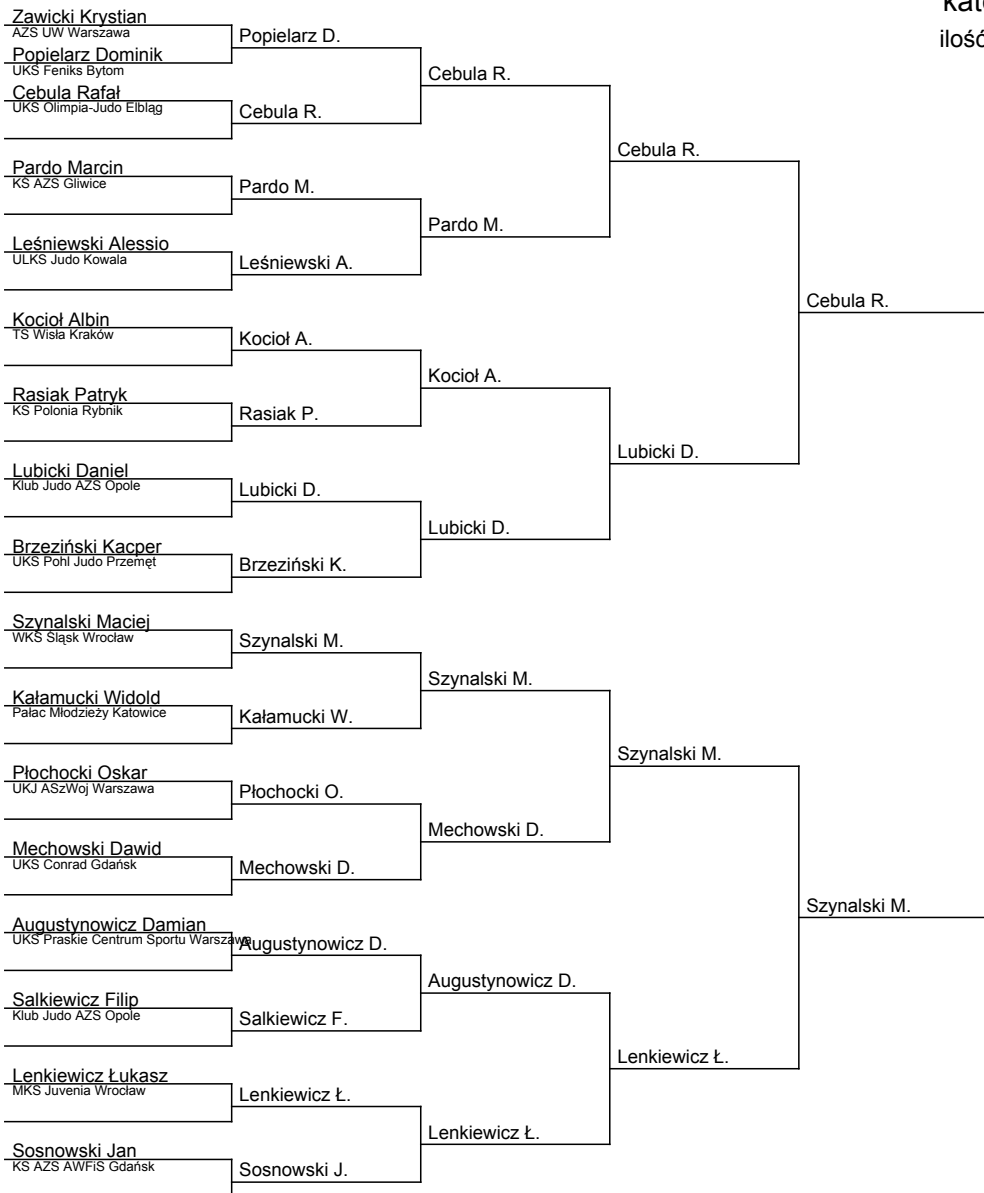 kate
ilość
Zawicki Krystian
AZS UW Warszawa
Popielarz D.
Popielarz Dominik
UKS Feniks Bytom
Cebula R.
Cebula Rafał
UKS Olimpia-Judo Elbląg
Cebula R.
Cebula R.
Pardo Marcin
KS AZS Gliwice
Pardo M.
Pardo M.
Leśniewski Alessio
ULKS Judo Kowala
Leśniewski A.
Cebula R.
Kocioł Albin
TS Wisła Kraków
Kocioł A.
Kocioł A.
Rasiak Patryk
KS Polonia Rybnik
Rasiak P.
Lubicki D.
Lubicki Daniel
Klub Judo AZS Opole
Lubicki D.
Lubicki D.
Brzeziński Kacper
UKS Pohl Judo Przemęt
Brzeziński K.
Szynalski Maciej
WKS Śląsk Wrocław
Szynalski M.
Szynalski M.
Kałamucki Widold
Pałac Młodzieży Katowice
Kałamucki W.
Szynalski M.
Płochocki Oskar
UKJ ASzWoj Warszawa
Płochocki O.
Mechowski D.
Mechowski Dawid
UKS Conrad Gdańsk
Mechowski D.
Szynalski M.
Augustynowicz Damian
UKS Praskie Centrum Sportu Warszawa
Augustynowicz D.
Augustynowicz D.
Salkiewicz Filip
Klub Judo AZS Opole
Salkiewicz F.
Lenkiewicz Ł.
Lenkiewicz Łukasz
MKS Juvenia Wrocław
Lenkiewicz Ł.
Lenkiewicz Ł.
Sosnowski Jan
KS AZS AWFiS Gdańsk
Sosnowski J.